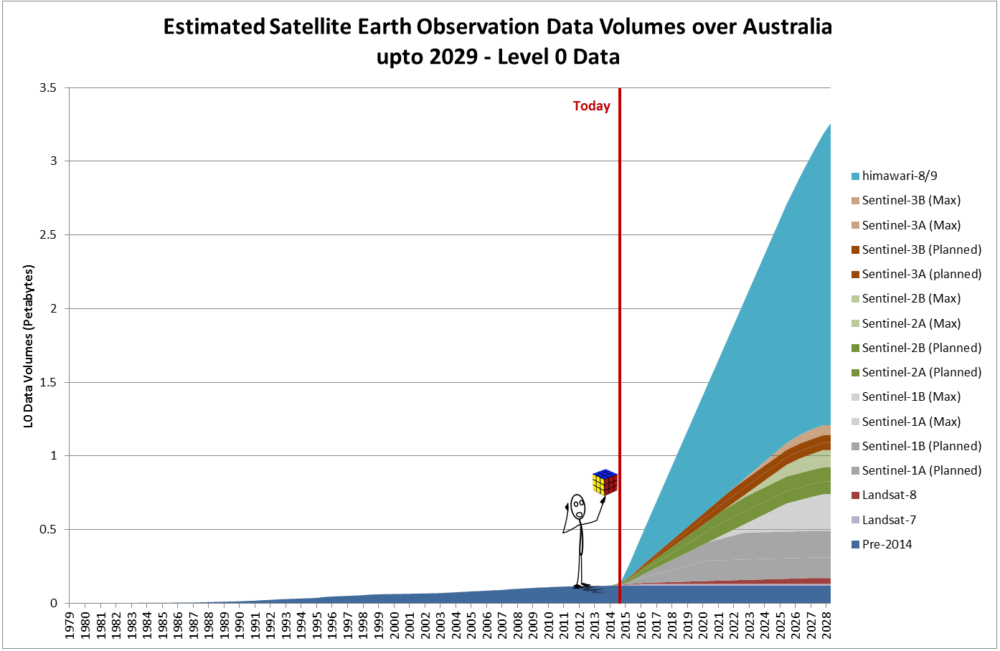 Estimated Satellite Earth Observation Data Volumes over Australia
upto 2029 - Level 0 Data
L0 Data Volumes (Petabytes)
3.5
3
2.5
2
1.5
1
0.5
0
Today
1979
1980
1981
1982
1983
1984
1985
1986
1987
1988
1989
1990
1991
1992
1993
1994
1995
1996
1997
1998
1999
2000
2001
2002
2003
2004
2005
2006
2007
2008
2009
2010
2011
2012
2013
2014
2015
2016
2017
2018
2019
2020
2021
2022
2023
2024
2025
2026
2027
2028
himawari-8/9
Sentinel-3B (Max)
Sentinel-3A (Max)
Sentinel-3B (Planned)
Sentinel-3A (planned)
Sentinel-2B (Max)
Sentinel-2A (Max)
Sentinel-2B (Planned)
Sentinel-2A (Planned)
Sentinel-1B (Max)
Sentinel-1A (Max)
Sentinel-1B (Planned)
Sentinel-1A (Planned)
Landsat-8
Landsat-7
Pre-2014